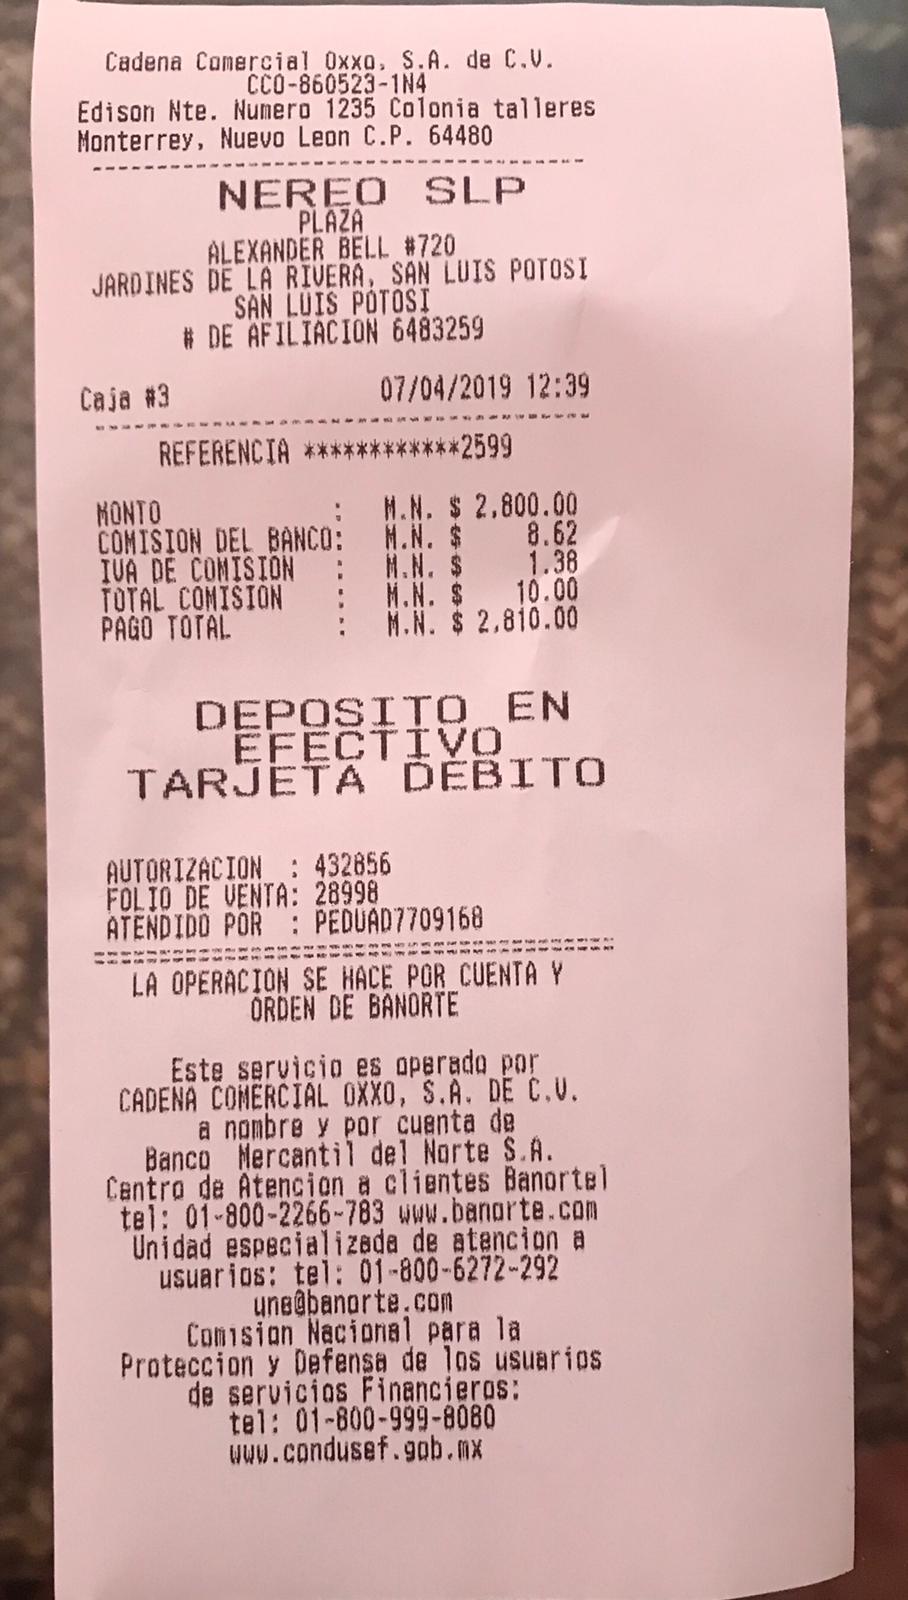 Cadena Comercial Oxxo, S.A. de C.V.
CCO-860523-1N4
Edison Nte. Numero 1235 Colonia talleres
Monterrey, Nuevo Leon C.P. 64480
NEREO SLP
PLAZA
ALEXANDER BELL #720
JARDINES DE LA RIVERA, SAN LUIS POTOSI
SAN LUIS POTOSI
# DE AFILIACION 6483259
Caja #3 07/04/2019 12:39
REFERENCIA ************2599
MONTO : M.N. $ 2,800.00
COMISION DEL BANCO: M.N. $ 8.62
IVA DE COMISION : M.N. $ 1.38
TOTAL COMISION : M.N. $ 10.00
PAGO TOTAL : M.N. $ 2,810.00
DEPOSITO EN
EFECTIVO
TARJETA DEBITO
AUTORIZACION : 432856
FOLIO DE VENTA: 28998
ATENDIDO POR : PEDUAD7709168
LA OPERACION SE HACE POR CUENTA Y
ORDEN DE BANORTE
Este servicio es operado por
CADENA COMERCIAL OXXO, S.A. DE C.V.
a nombre y por cuenta de
Banco Mercantil del Norte S.A.
Centro de Atencion a clientes Banortel
tel: 01-800-2266-783 www.banorte.com
Unidad especializada de atencion a
usuarios: tel: 01-800-6272-292
une@banorte.com
Comision Nacional para la
Proteccion y Defensa de los usuarios
de servicios Financieros:
tel: 01-800-999-8080
www.condusef.gob.mx